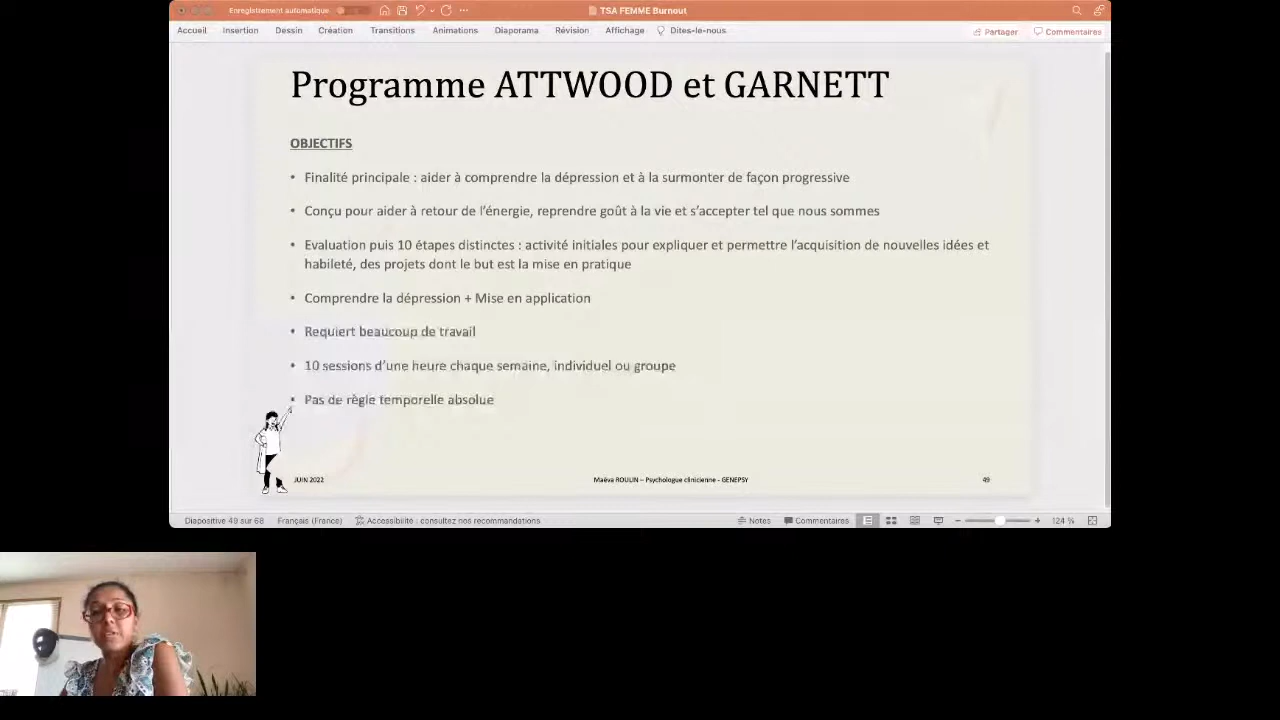 Enregistrement automatique
TSA FEMME Burnout
Accueil Insertion Dessin Création Transitions Animations Diaporama Révision Affichage Dites-le-nous Partager Commentaires
Programme ATTWOOD et GARNETT
OBJECTIFS
• Finalité principale : aider à comprendre la dépression et à la surmonter de façon progressive
• Conçu pour aider à retour de l'énergie, reprendre goût à la vie et s'accepter tel que nous sommes
• Evaluation puis 10 étapes distinctes : activité initiales pour expliquer et permettre l'acquisition de nouvelles idées et
habileté, des projets dont le but est la mise en pratique
• Comprendre la dépression + Mise en application
• Requiert beaucoup de travail
• 10 sessions d'une heure chaque semaine, individuel ou groupe
• Pas de règle temporelle absolue
JUIN 2022 Maëva ROULIN – Psychologue clinicienne - GENEPSY 49
Diapositive 49 sur 68 Français (France) Accessibilité : consultez nos recommandations Notes Commentaires 124 %